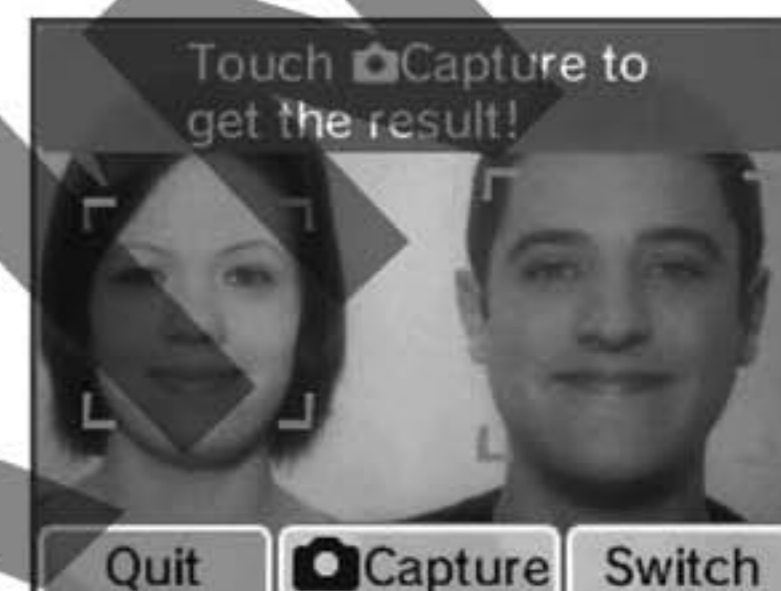 Touch Capture to
get the result!
Quit
Capture
Switch